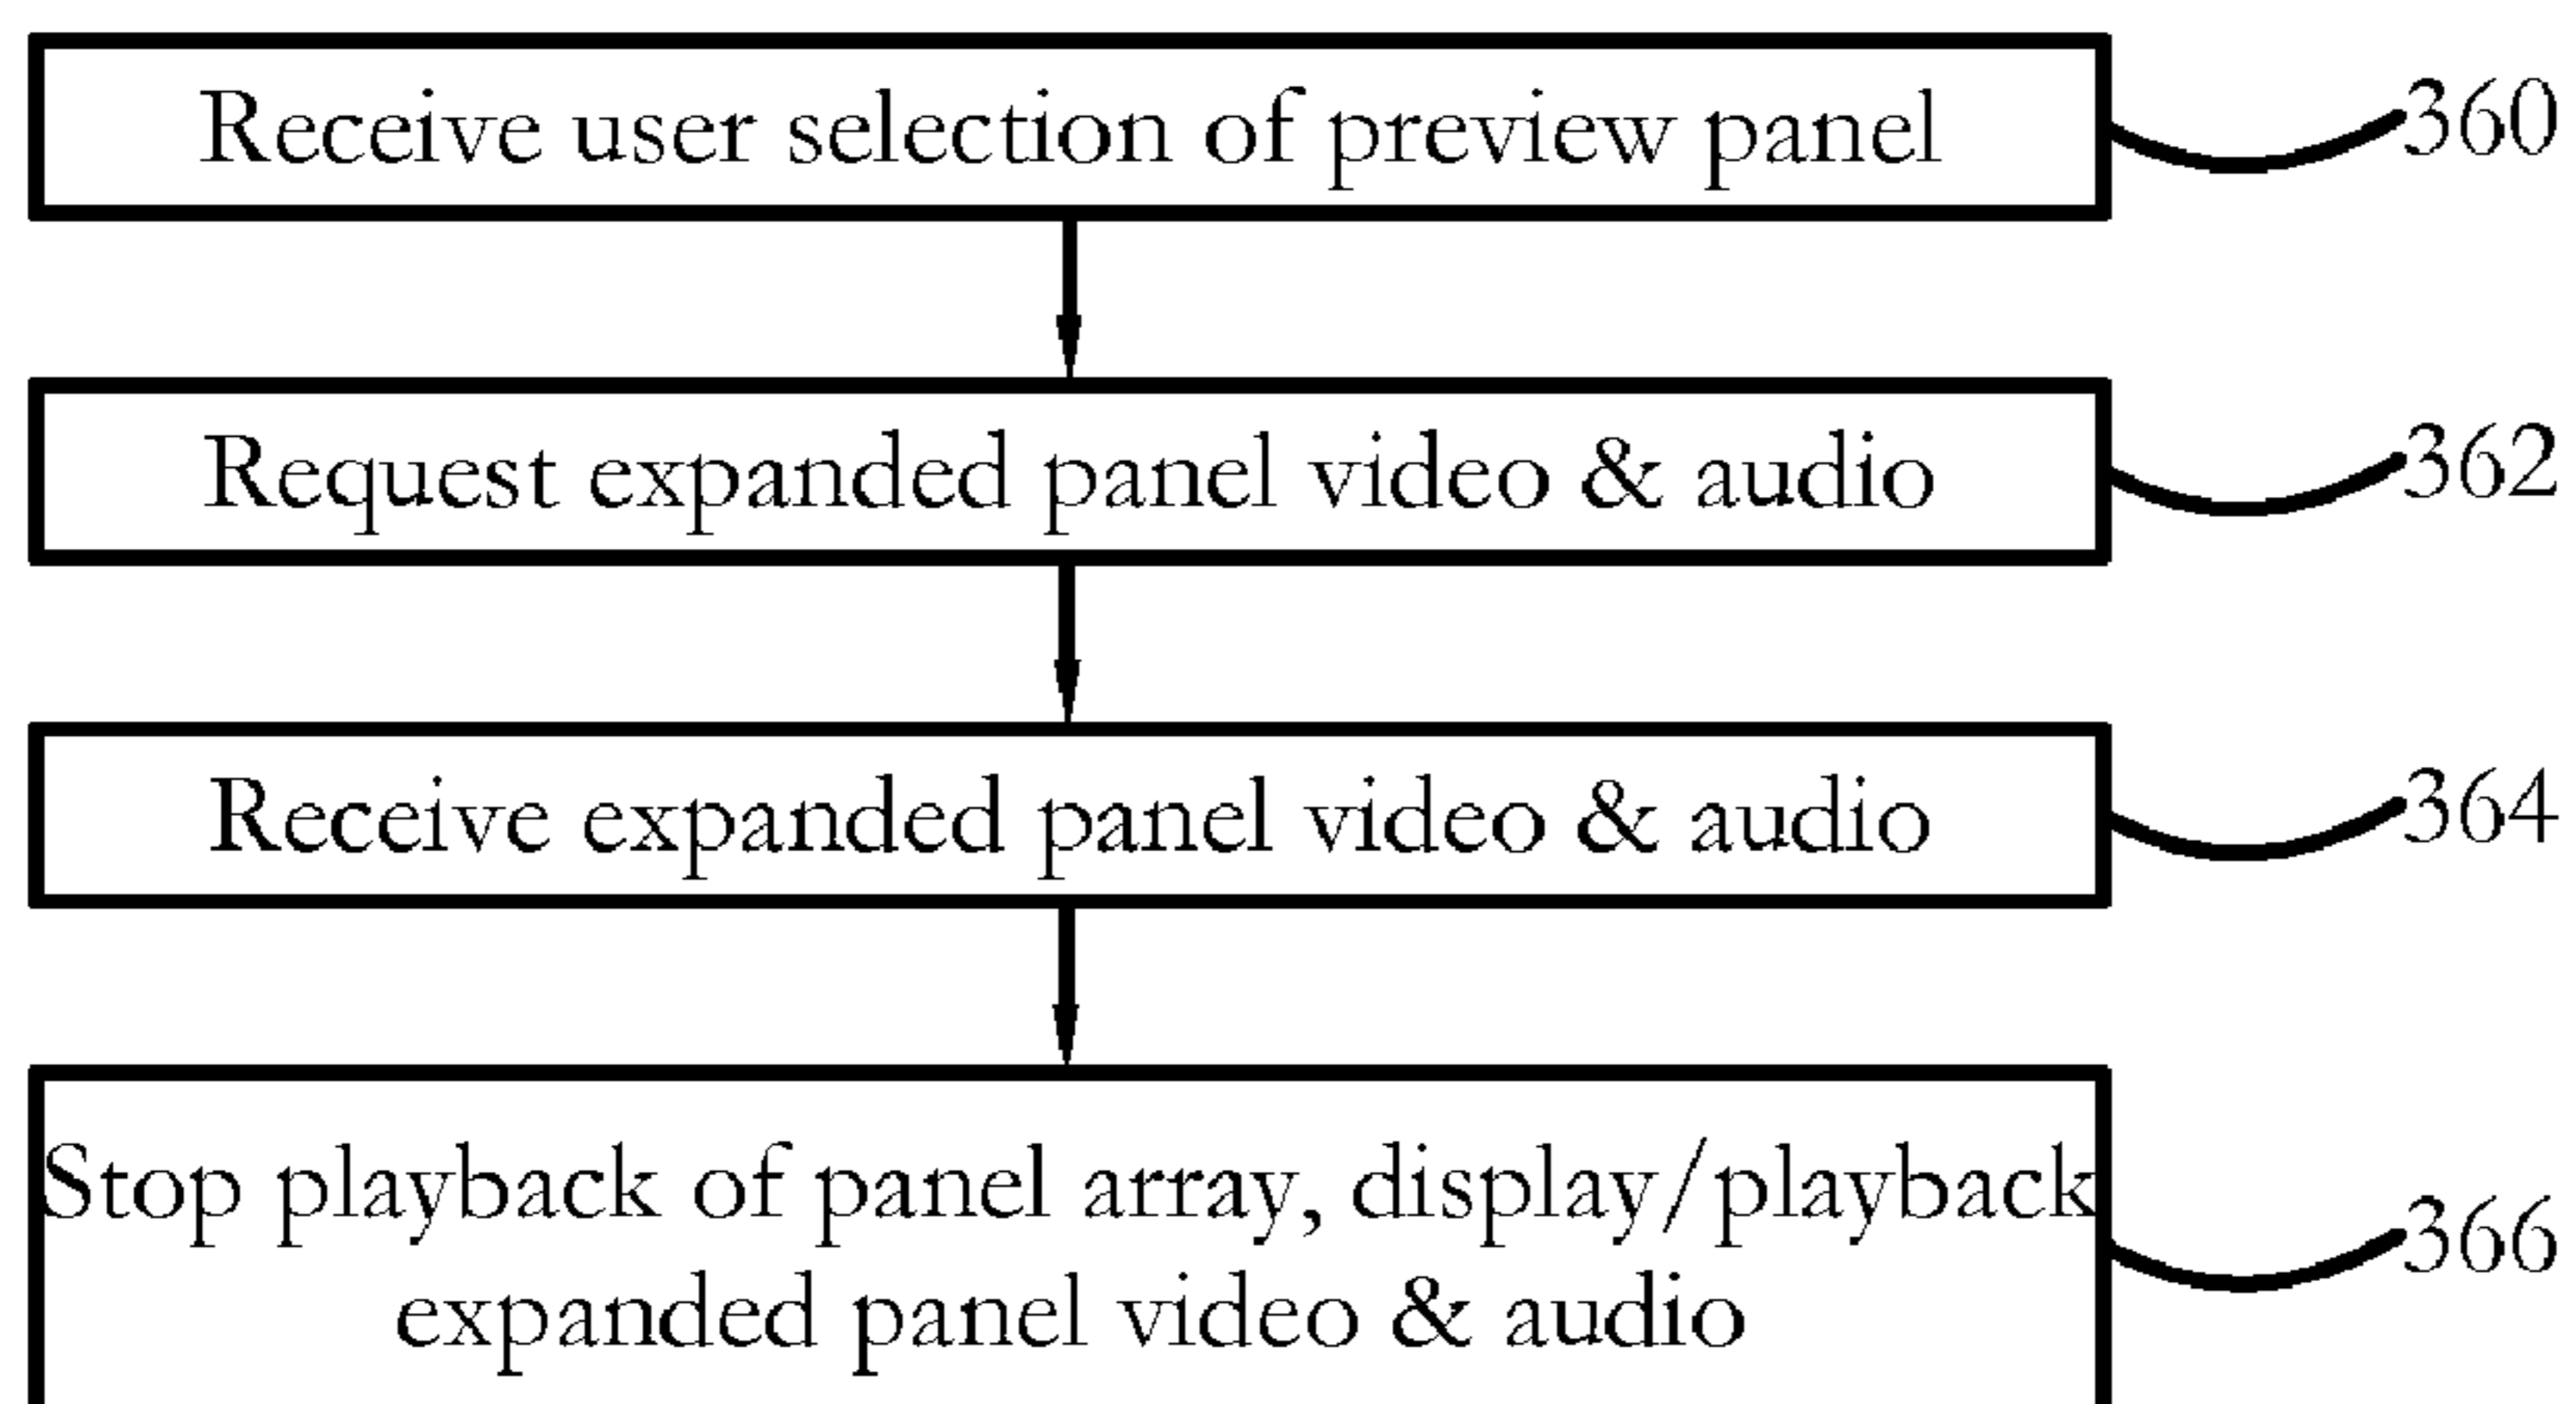 Receive user selection of preview panel 360
Request expanded panel video & audio 362
Receive expanded panel video & audio 364
Stop playback of panel array, display/playback
expanded panel video & audio
366